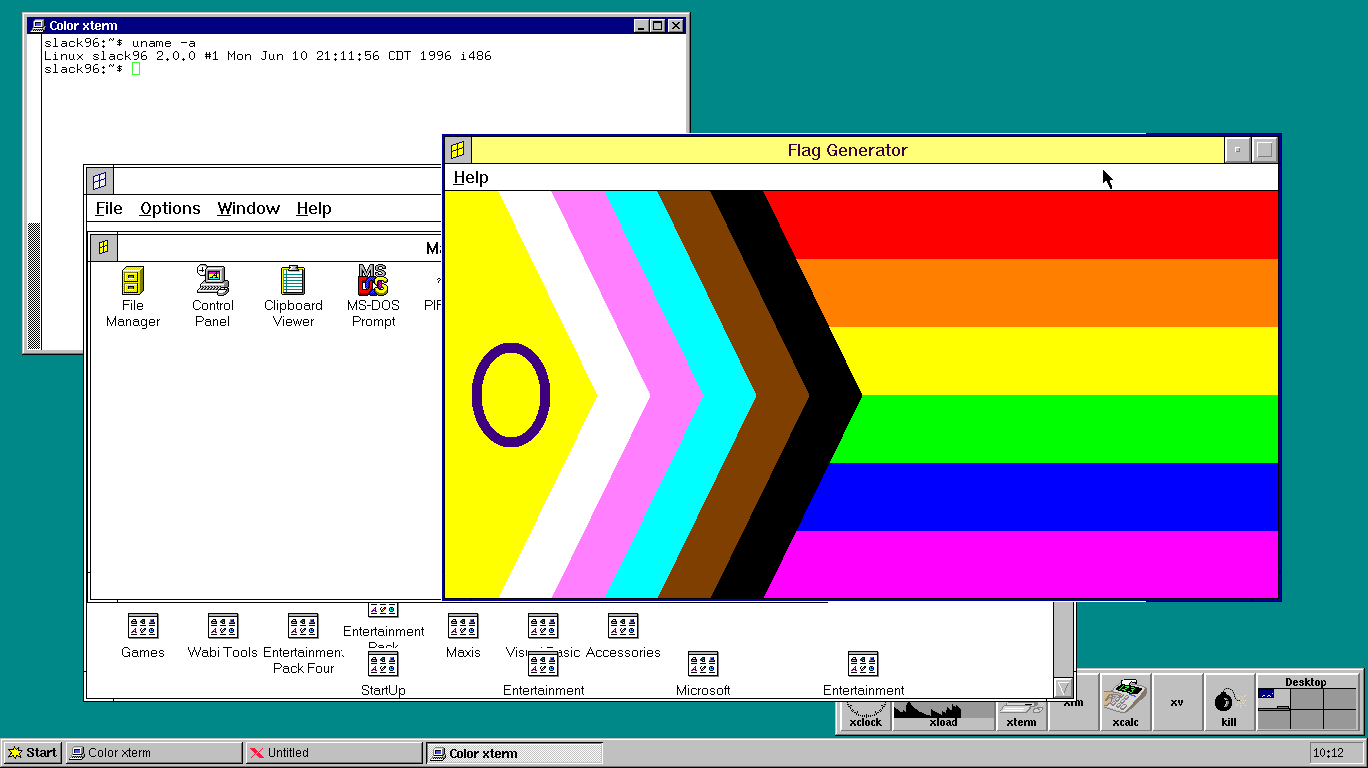 Color xterm
slack96:~$ uname -a
Linux slack96 2.0.0 #1 Mon Jun 10 21:11:56 CDT 1996 i486
slack96:~$
Flag Generator
Help
File Options Window Help
Ma
File Manager
Control Panel
Clipboard Viewer
MS-DOS Prompt
PIF
Games
Wabi Tools
Entertainment
Pack Four
Entertainment
Pack
Maxis
Visual Basic
Accessories
StartUp
Entertainment
Microsoft
Entertainment
xclock
xload
xterm
xfm
xcalc
xv
kill
Desktop
Start
Color xterm
Untitled
Color xterm
10:12